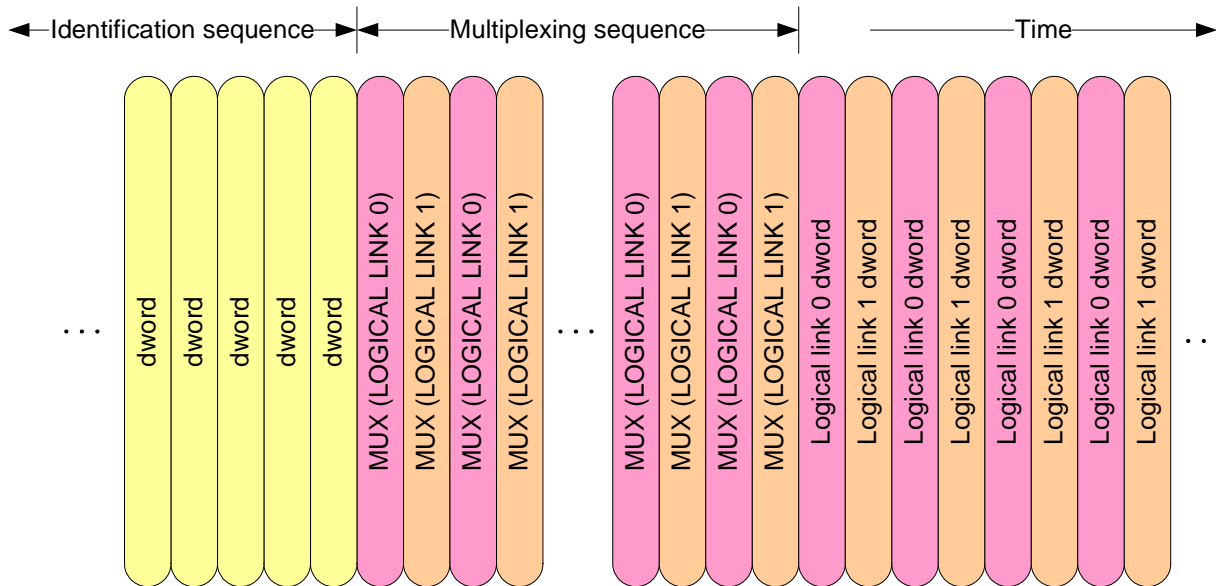 Identification sequence
Multiplexing sequence
Time
. . .
dword
dword
dword
dword
dword
MUX (LOGICAL LINK 0)
MUX (LOGICAL LINK 1)
MUX (LOGICAL LINK 0)
MUX (LOGICAL LINK 1)
. . .
MUX (LOGICAL LINK 0)
MUX (LOGICAL LINK 1)
MUX (LOGICAL LINK 0)
MUX (LOGICAL LINK 1)
Logical link 0 dword
Logical link 1 dword
Logical link 0 dword
Logical link 1 dword
Logical link 0 dword
Logical link 1 dword
Logical link 0 dword
Logical link 1 dword
. .